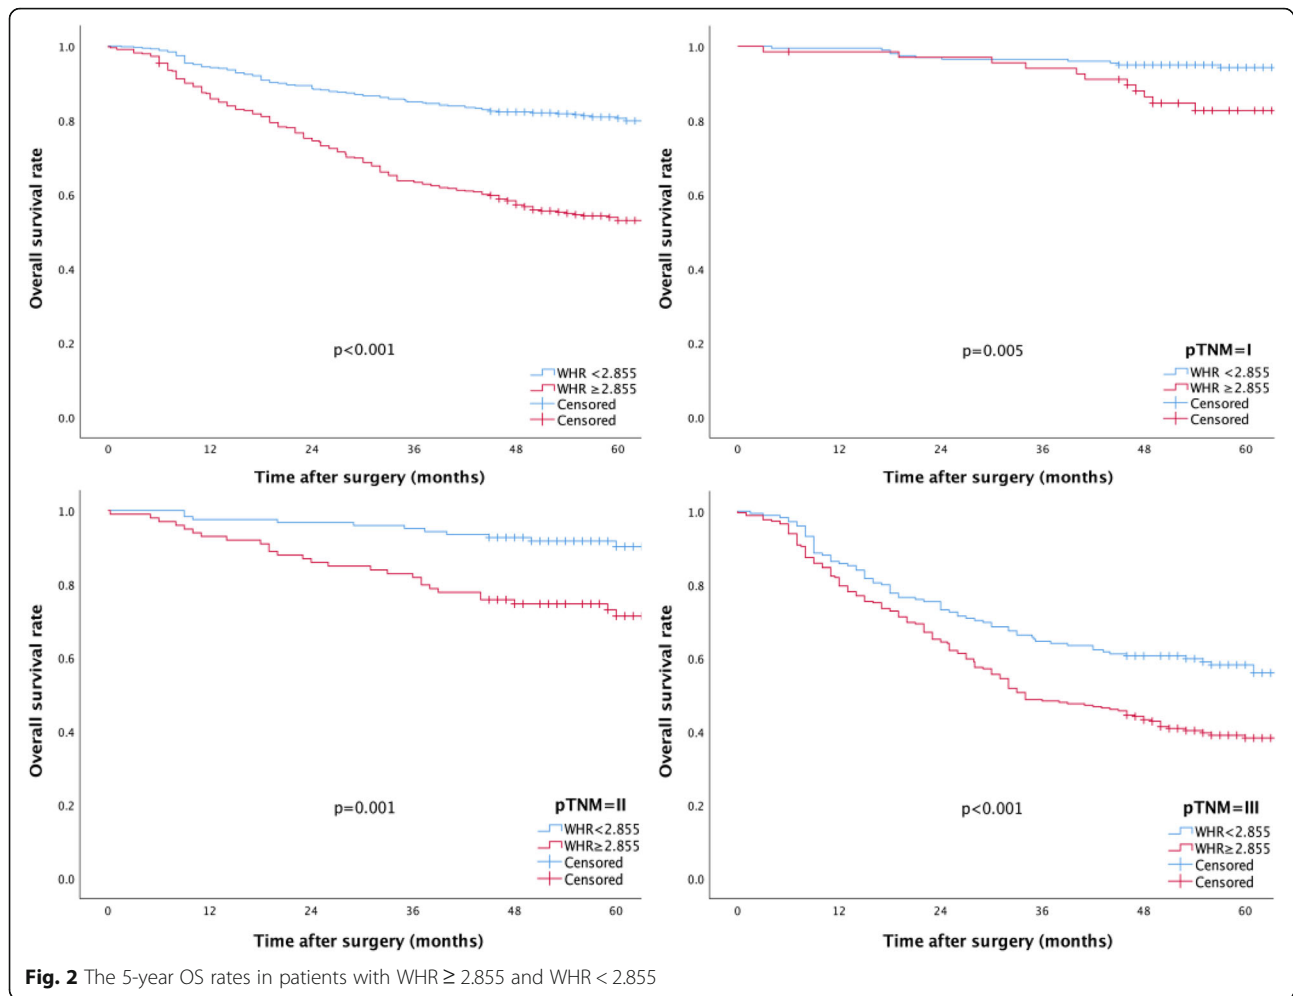 1.0
0.8
0.6
0.4
0.2
0.0
Overall survival rate
p<0.001
WHR <2.855
WHR ≥2.855
Censored
Censored
0 12 24 36 48 60
Time after surgery (months)
1.0
0.8
0.6
0.4
0.2
0.0
Overall survival rate
p=0.005
pTNM=I
WHR <2.855
WHR ≥2.855
Censored
Censored
0 12 24 36 48 60
Time after surgery (months)
1.0
0.8
0.6
0.4
0.2
0.0
Overall survival rate
p=0.001
pTNM=II
WHR<2.855
WHR≥2.855
Censored
Censored
0 12 24 36 48 60
Time after surgery (months)
1.0
0.8
0.6
0.4
0.2
0.0
Overall survival rate
p<0.001
pTNM=III
WHR<2.855
WHR≥2.855
Censored
Censored
0 12 24 36 48 60
Time after surgery (months)
Fig. 2 The 5-year OS rates in patients with WHR ≥ 2.855 and WHR < 2.855